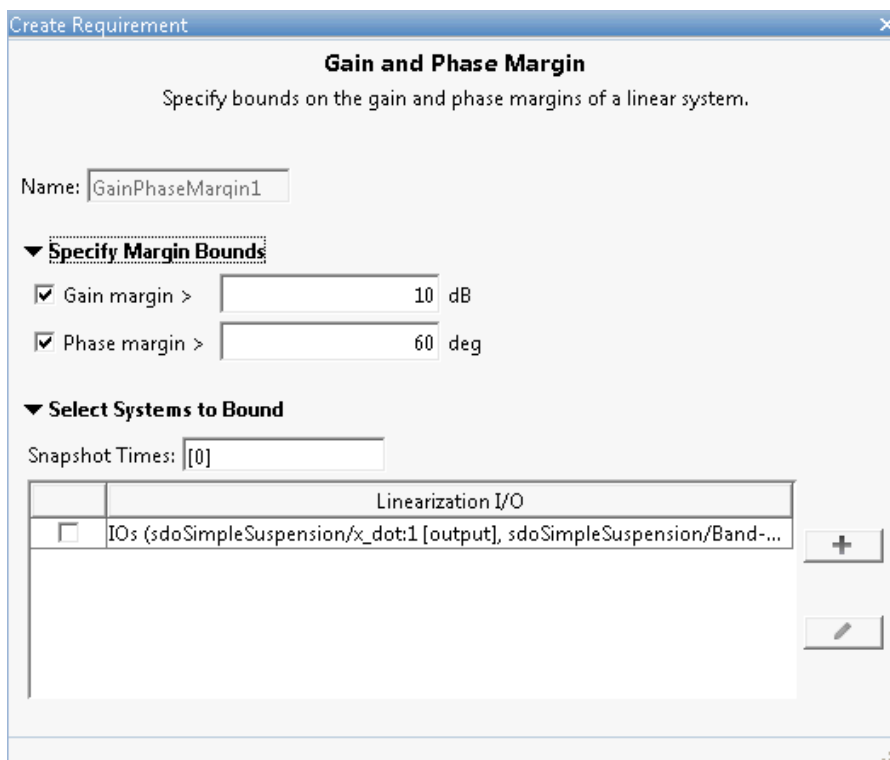 Create Requirement
Gain and Phase Margin
Specify bounds on the gain and phase margins of a linear system.
Name: GainPhaseMargin1
Specify Margin Bounds
Gain margin > 10 dB
Phase margin > 60 deg
Select Systems to Bound
Snapshot Times: [0]
Linearization I/O
IOs (sdoSimpleSuspension/x_dot:1 [output], sdoSimpleSuspension/Band-...